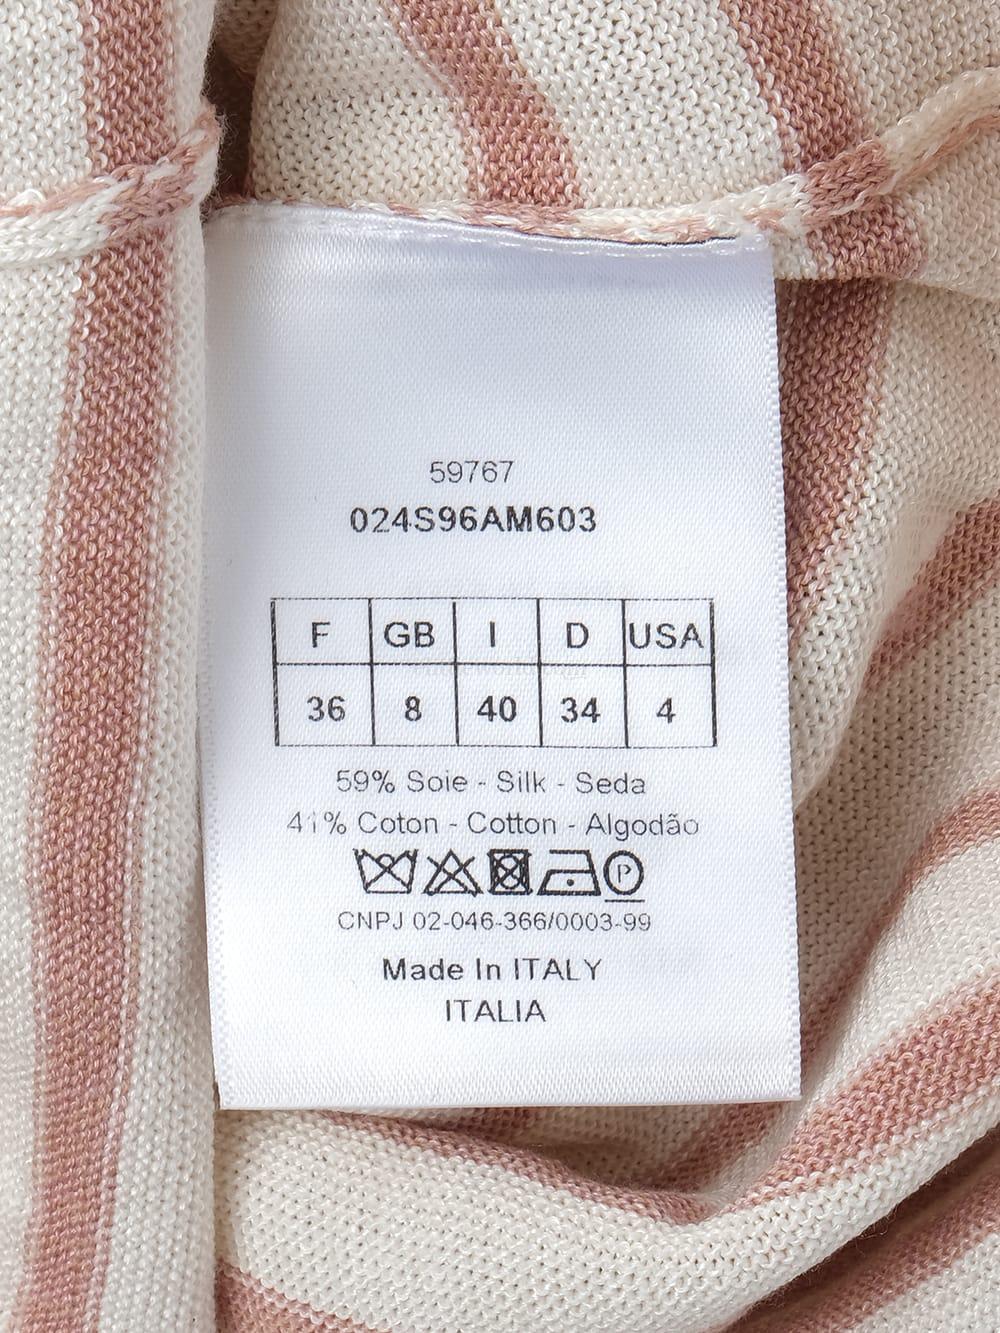 59767
024S96AM603
F GB I D USA
36 8 40 34 4
59% Soie - Silk - Seda
41% Coton - Cotton - Algodão
P
CNPJ 02-046-366/0003-99
Made In ITALY
ITALIA